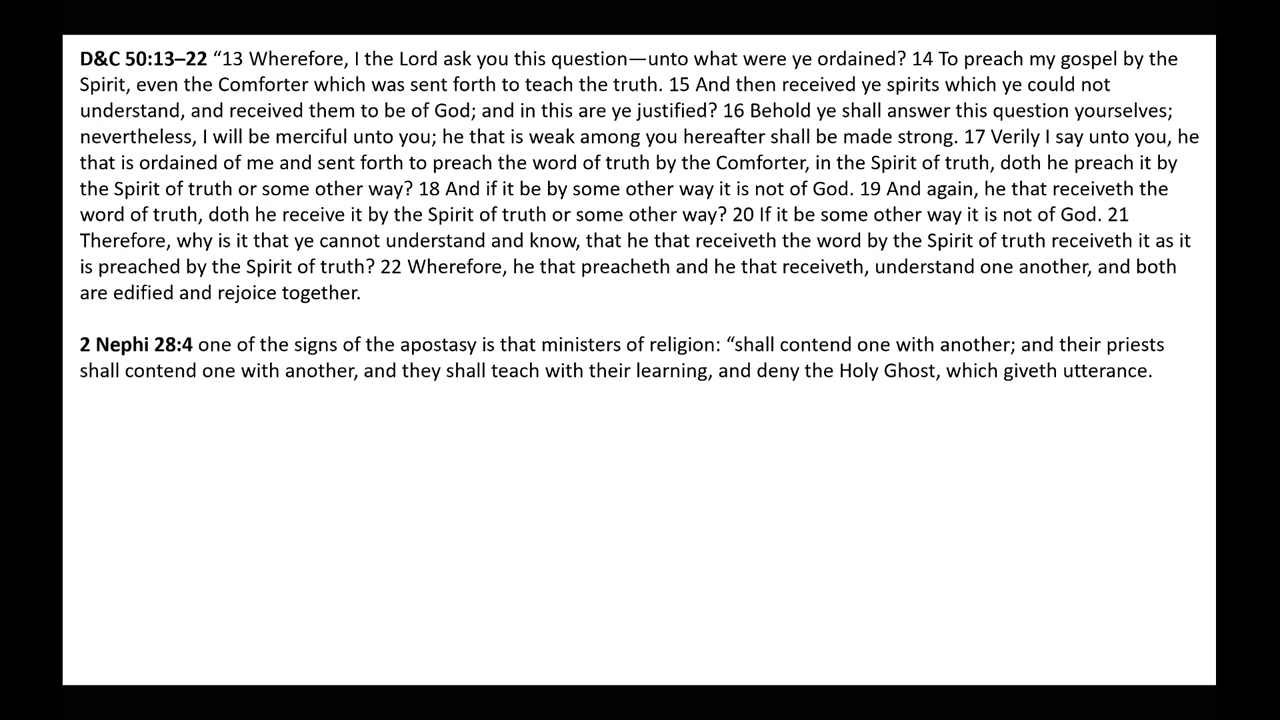 D&C 50:13–22 “13 Wherefore, I the Lord ask you this question—unto what were ye ordained? 14 To preach my gospel by the
Spirit, even the Comforter which was sent forth to teach the truth. 15 And then received ye spirits which ye could not
understand, and received them to be of God; and in this are ye justified? 16 Behold ye shall answer this question yourselves;
nevertheless, I will be merciful unto you; he that is weak among you hereafter shall be made strong. 17 Verily I say unto you, he
that is ordained of me and sent forth to preach the word of truth by the Comforter, in the Spirit of truth, doth he preach it by
the Spirit of truth or some other way? 18 And if it be by some other way it is not of God. 19 And again, he that receiveth the
word of truth, doth he receive it by the Spirit of truth or some other way? 20 If it be some other way it is not of God. 21
Therefore, why is it that ye cannot understand and know, that he that receiveth the word by the Spirit of truth receiveth it as it
is preached by the Spirit of truth? 22 Wherefore, he that preacheth and he that receiveth, understand one another, and both
are edified and rejoice together.
2 Nephi 28:4 one of the signs of the apostasy is that ministers of religion: “shall contend one with another; and their priests
shall contend one with another, and they shall teach with their learning, and deny the Holy Ghost, which giveth utterance.